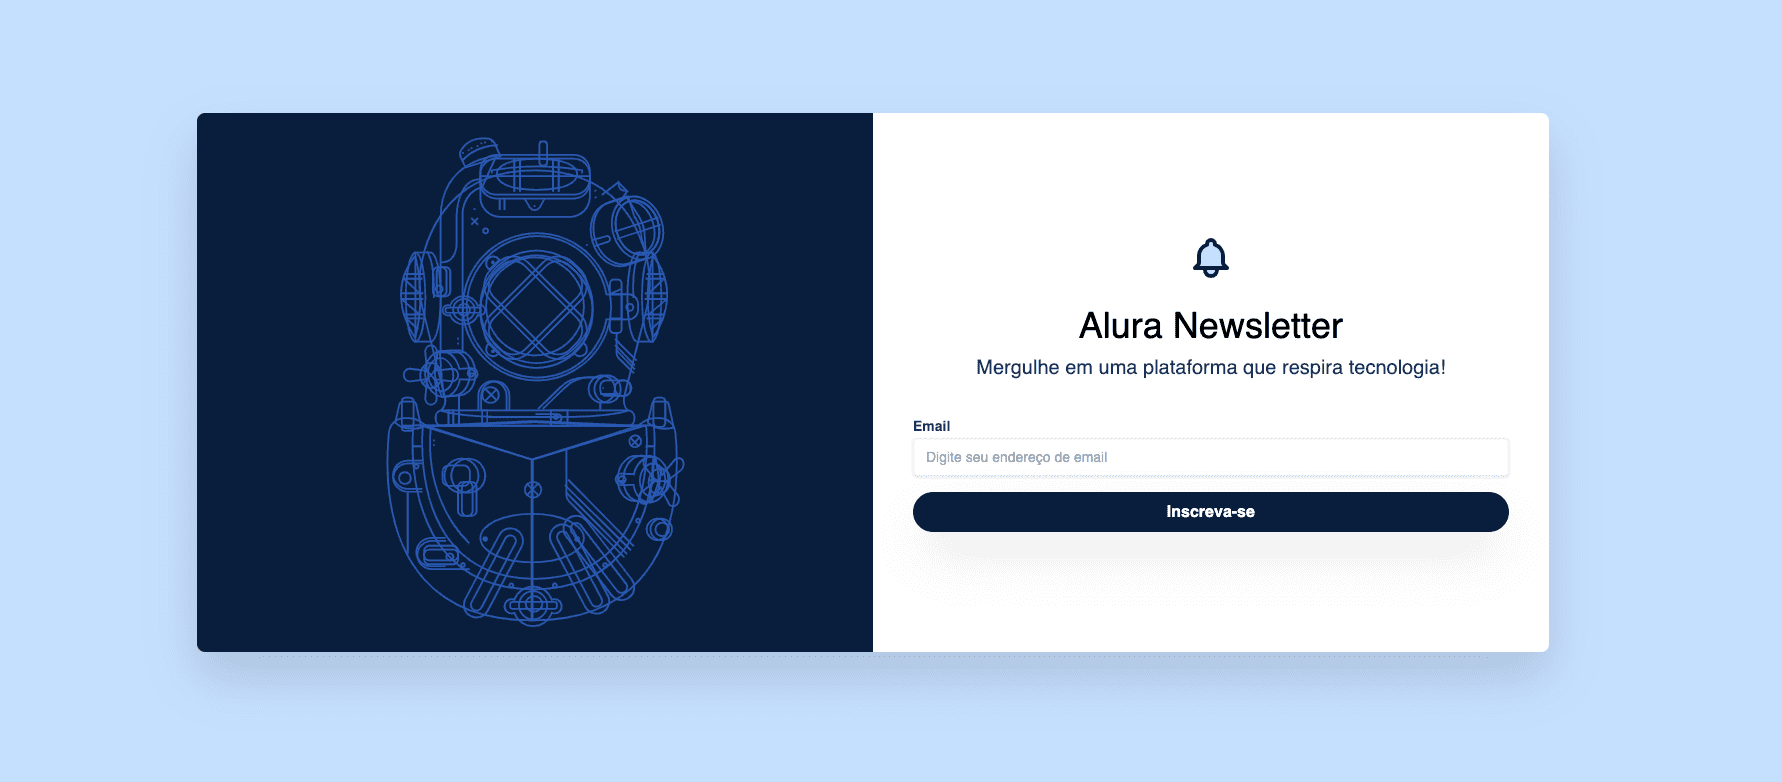 Alura Newsletter
Mergulhe em uma plataforma que respira tecnologia!
Email
Digite seu endereço de email
Inscreva-se